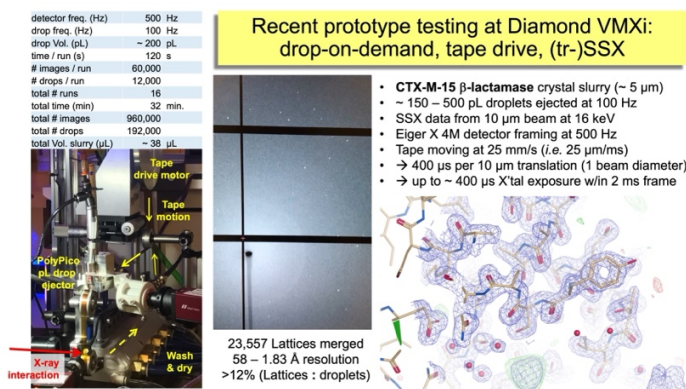 Recent prototype testing at Diamond VMXi:
drop-on-demand, tape drive, (tr-)SSX
detector freq. (Hz) 500 Hz
drop freq. (Hz) 100 Hz
drop Vol. (pL) ~ 200 pL
time / run (s) 120 s
# images / run 60,000
# drops / run 12,000
total # runs 16
total time (min) 32 min.
total # images 960,000
total # drops 192,000
total Vol. slurry (µL) ~ 38 µL
Tape
drive motor
Tape
motion
PolyPico
pL drop
ejector
X-ray
interaction
Wash
& dry
23,557 Lattices merged
58 – 1.83 Å resolution
>12% (Lattices : droplets)
• CTX-M-15 β-lactamase crystal slurry (~ 5 µm)
• ~ 150 – 500 pL droplets ejected at 100 Hz
• SSX data from 10 µm beam at 16 keV
• Eiger X 4M detector framing at 500 Hz
• Tape moving at 25 mm/s (i.e. 25 µm/ms)
• → 400 µs per 10 µm translation (1 beam diameter)
• → up to ~ 400 µs X'tal exposure w/in 2 ms frame